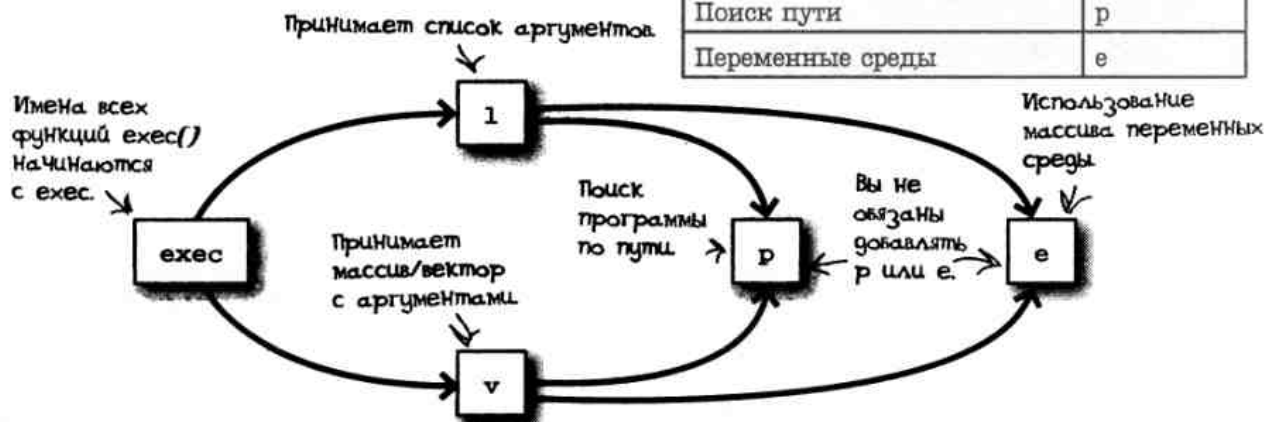 Поиск пути p
Переменные среды e
Принимает список аргументов.
Имена всех
функций exec()
начинаются
с exec.
l
Использование
массива переменных
среды
Поиск
программы
по пути.
Вы не
обязаны
добавлять
p или e.
exec
Принимает
массив/вектор
с аргументами.
p
e
v